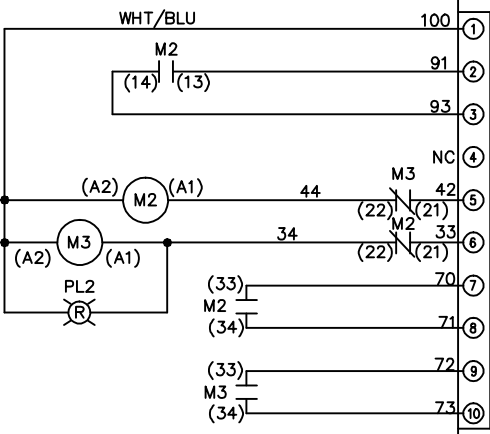 WHT/BLU 100 1
M2 91 2
(14) (13)
93 3
NC 4
M3
(A2) M2 (A1) 44 42 5
(22) (21)
M2
M3 34 33 6
(A2) (A1) (22) (21)
PL2
R
(33) 70 7
M2
(34) 71 8
(33) 72 9
M3
(34) 73 10